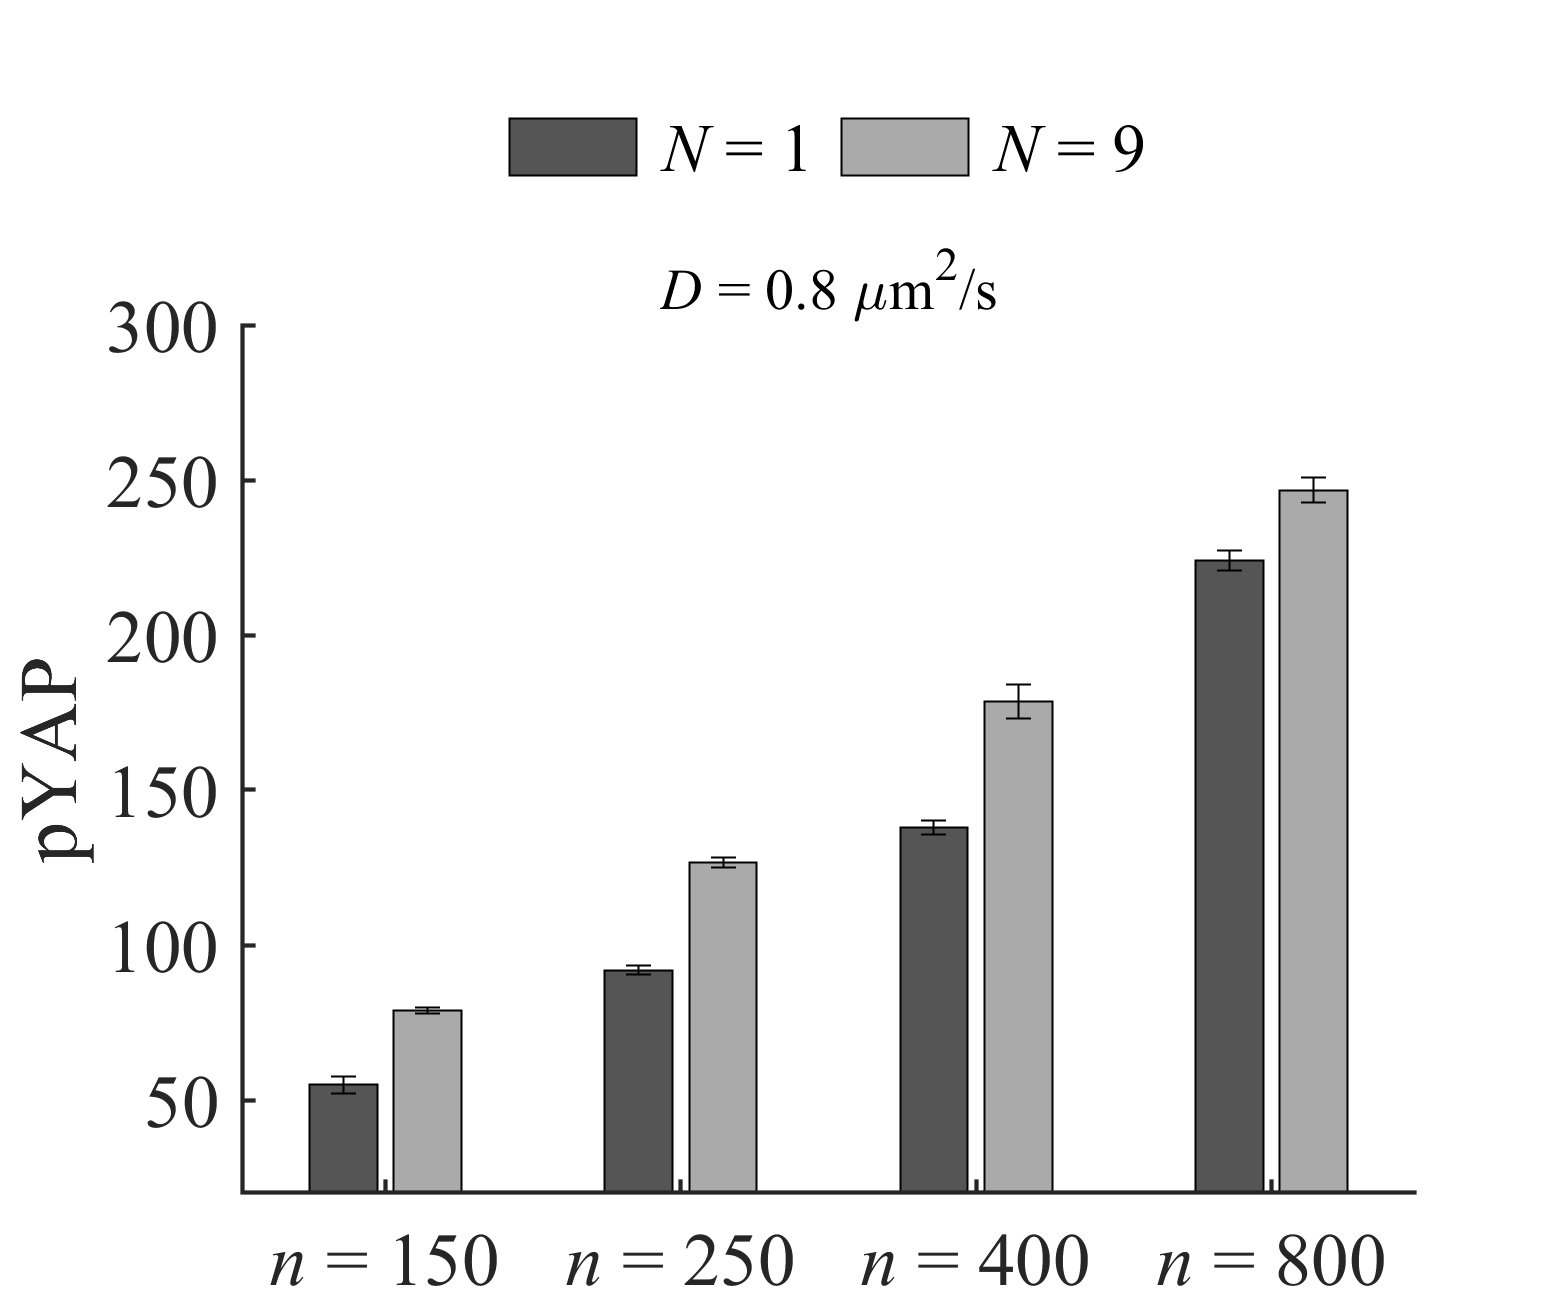 N = 1 N = 9
D = 0.8 μm²/s
300
250
200
150
100
50
pYAP
n = 150 n = 250 n = 400 n = 800